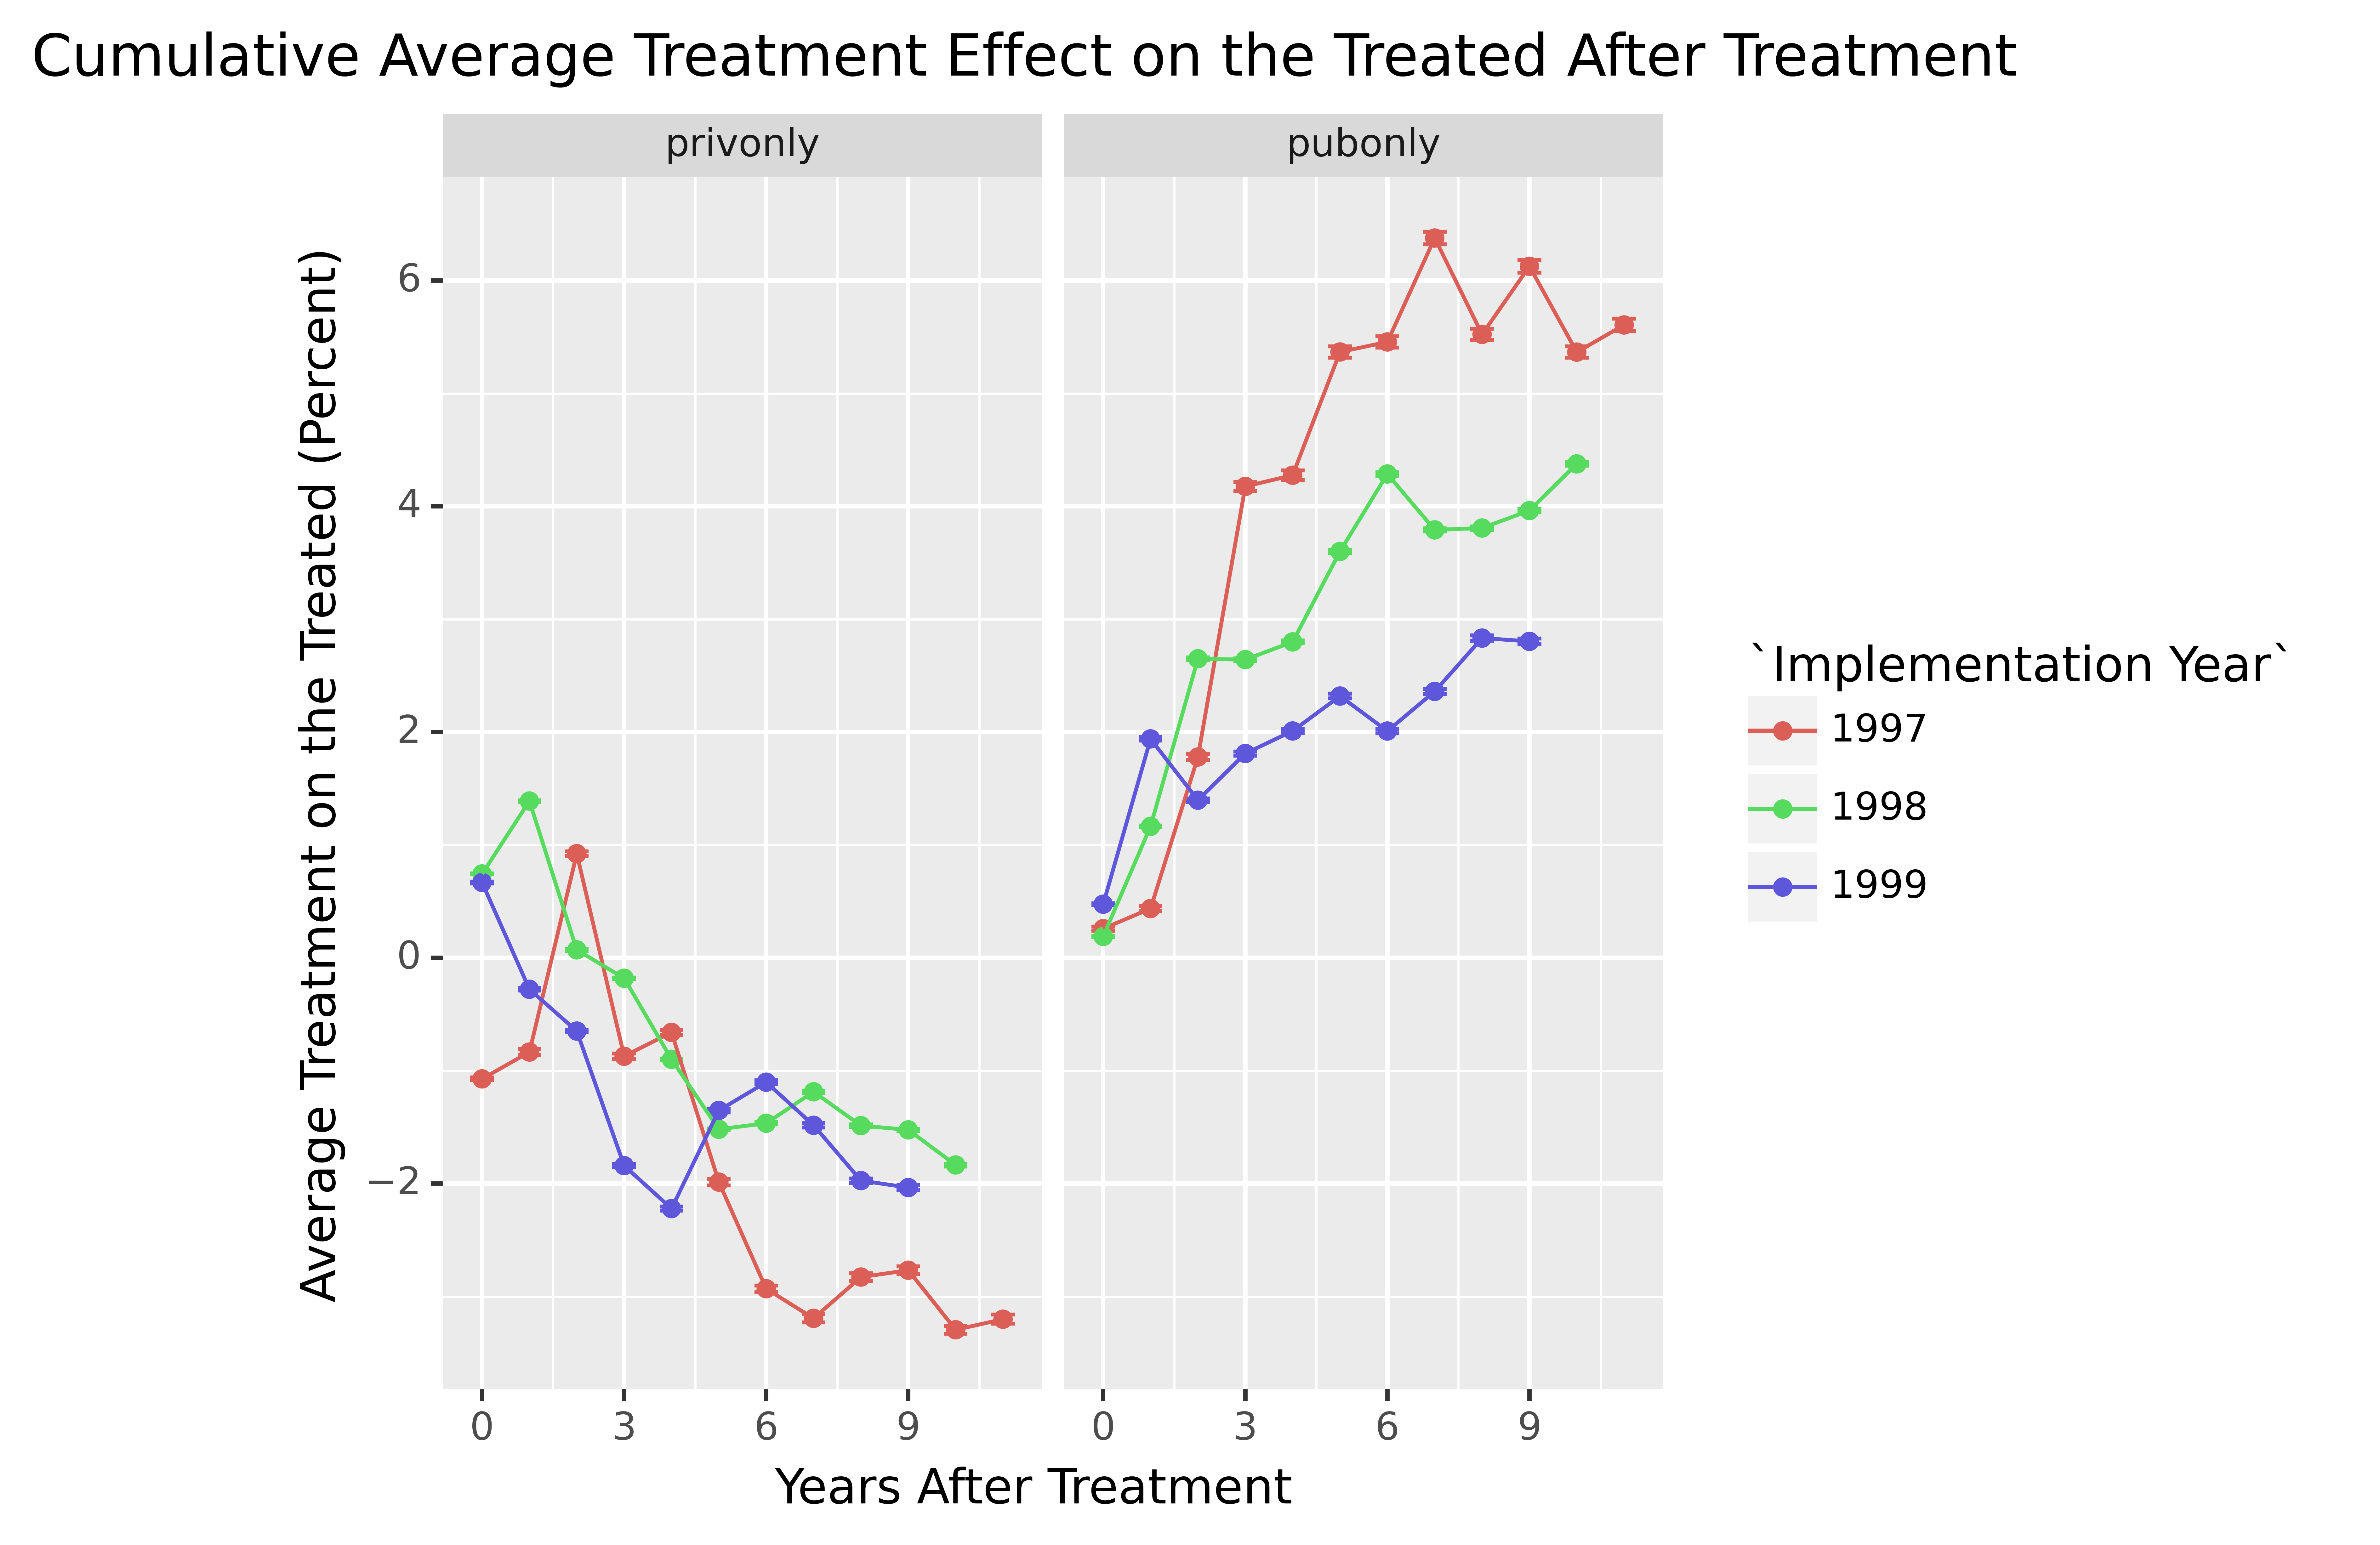 Cumulative Average Treatment Effect on the Treated After Treatment
privonly
pubonly
Average Treatment on the Treated (Percent)
6
4
2
0
−2
0 3 6 9
0 3 6 9
Years After Treatment
`Implementation Year`
1997
1998
1999